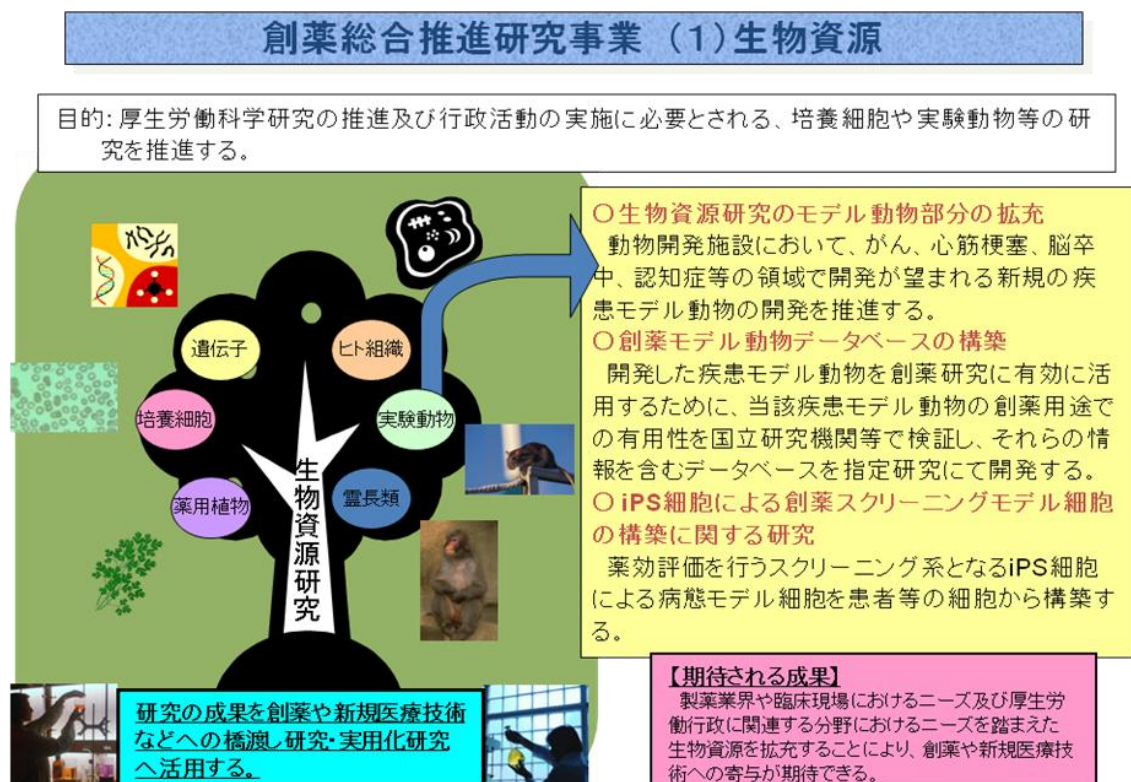 創薬総合推進研究事業 (1)生物資源
目的: 厚生労働科学研究の推進及び行政活動の実施に必要とされる、培養細胞や実験動物等の研
究を推進する。
遺伝子
ヒト組織
培養細胞
実験動物
薬用植物
霊長類
生物資源研究
〇生物資源研究のモデル動物部分の拡充
動物開発施設において、がん、心筋梗塞、脳卒
中、認知症等の領域で開発が望まれる新規の疾
患モデル動物の開発を推進する。
〇創薬モデル動物データベースの構築
開発した疾患モデル動物を創薬研究に有効に活
用するために、当該疾患モデル動物の創薬用途で
の有用性を国立研究機関等で検証し、それらの情
報を含むデータベースを指定研究にて開発する。
〇iPS細胞による創薬スクリーニングモデル細胞
の構築に関する研究
薬効評価を行うスクリーニング系となるiPS細胞
による病態モデル細胞を患者等の細胞から構築す
る。
研究の成果を創薬や新規医療技術
などへの橋渡し研究・実用化研究
へ活用する。
【期待される成果】
製薬業界や臨床現場におけるニーズ及び厚生労
働行政に関連する分野におけるニーズを踏まえた
生物資源を拡充することにより、創薬や新規医療技
術への寄与が期待できる。